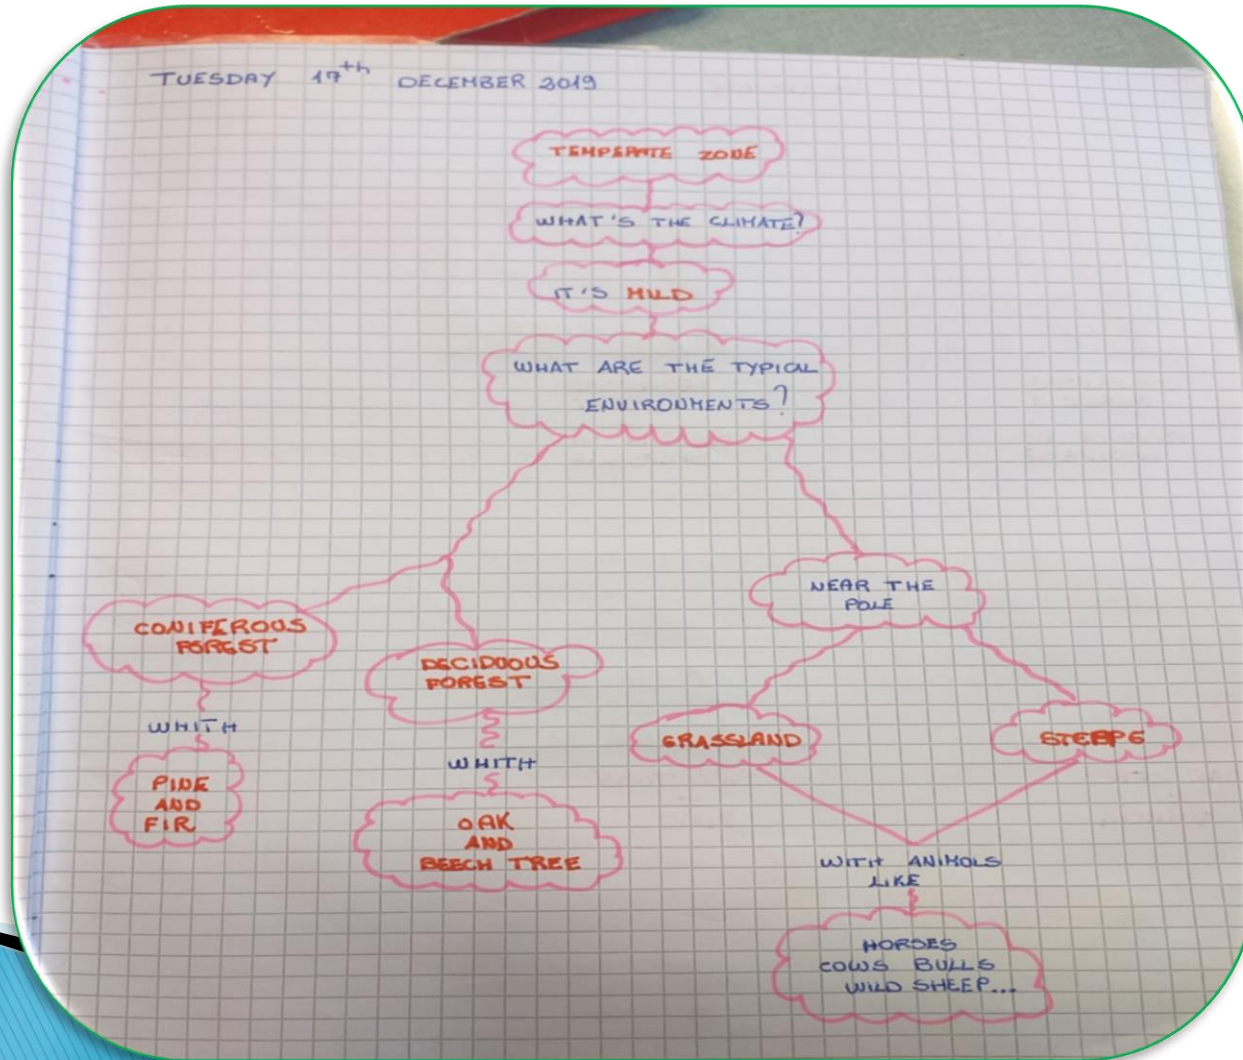 TUESDAY 17th DECEMBER 2019
TEMPERATE ZONE
WHAT'S THE CLIMATE?
IT'S MILD
WHAT ARE THE TYPICAL
ENVIRONMENTS?
CONIFEROUS
FOREST
WHITH
PINE
AND
FIR
DECIDUOUS
FOREST
WHITH
OAK
AND
BEECH TREE
NEAR THE
POLE
GRASSLAND
STEEPE
WITH ANIMOLS
LIKE
HORSES
COWS BULLS
WILD SHEEP...